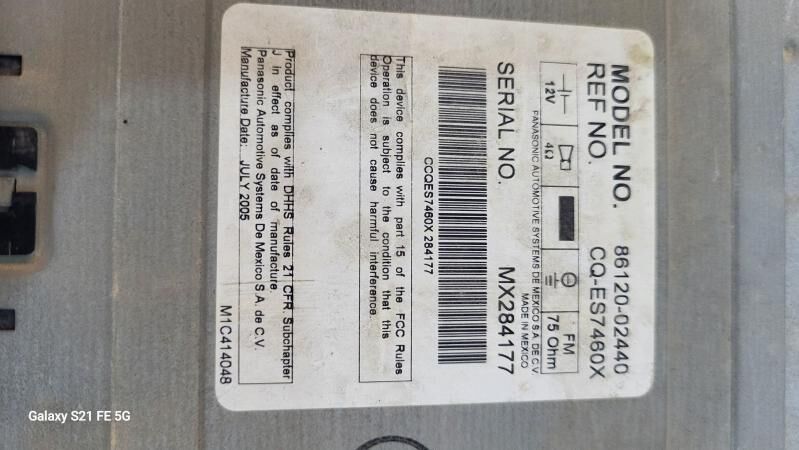 MODEL NO. 86120-02440
REF NO. CQ-ES7460X
12V 4Ω FM 75 Ohm
PANASONIC AUTOMOTIVE SYSTEMS DE MEXICO S.A. DE C.V.
MADE IN MEXICO
SERIAL NO. MX284177
CCQES7460X 284177
This device complies with part 15 of the FCC Rules
Operation is subject to the condition that this
device does not cause harmful interference.
Product complies with DHHS Rules 21 CFR Subchapter
J in effect as of date of manufacture.
Panasonic Automotive Systems De Mexico S.A. de C.V.
Manufacture Date: JULY 2005
M1C414048
Galaxy S21 FE 5G